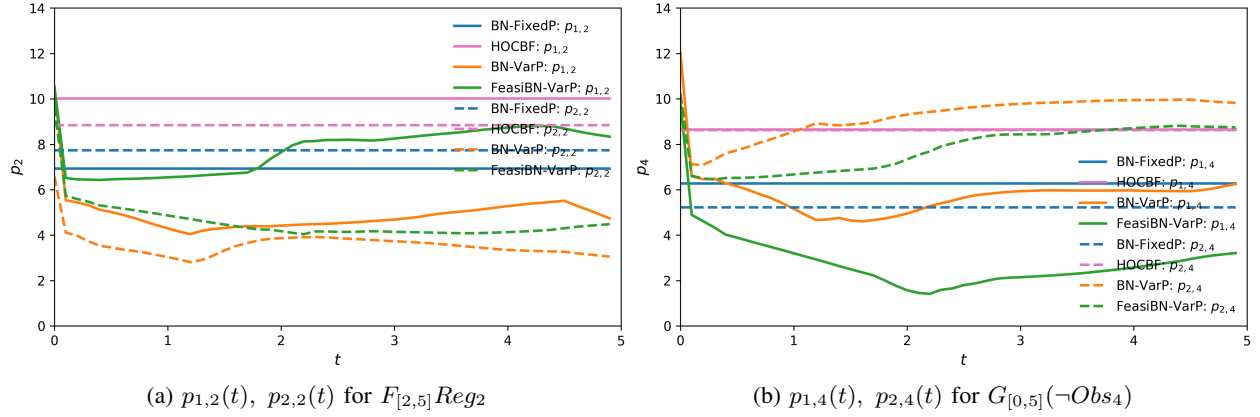 14
12
10
8
6
4
2
0
p₂
0
1
2
3
4
5
t
BN-FixedP: p₁,₂
HOCBF: p₁,₂
BN-VarP: p₁,₂
FeasiBN-VarP: p₁,₂
BN-FixedP: p₂,₂
HOCBF: p₂,₂
BN-VarP: p₂,₂
FeasiBN-VarP: p₂,₂
(a) p₁,₂(t), p₂,₂(t) for F[2,5]Reg₂
14
12
10
8
6
4
2
0
p₄
0
1
2
3
4
5
t
BN-FixedP: p₁,₄
HOCBF: p₁,₄
BN-VarP: p₁,₄
FeasiBN-VarP: p₁,₄
BN-FixedP: p₂,₄
HOCBF: p₂,₄
BN-VarP: p₂,₄
FeasiBN-VarP: p₂,₄
(b) p₁,₄(t), p₂,₄(t) for G[0,5](¬Obs₄)